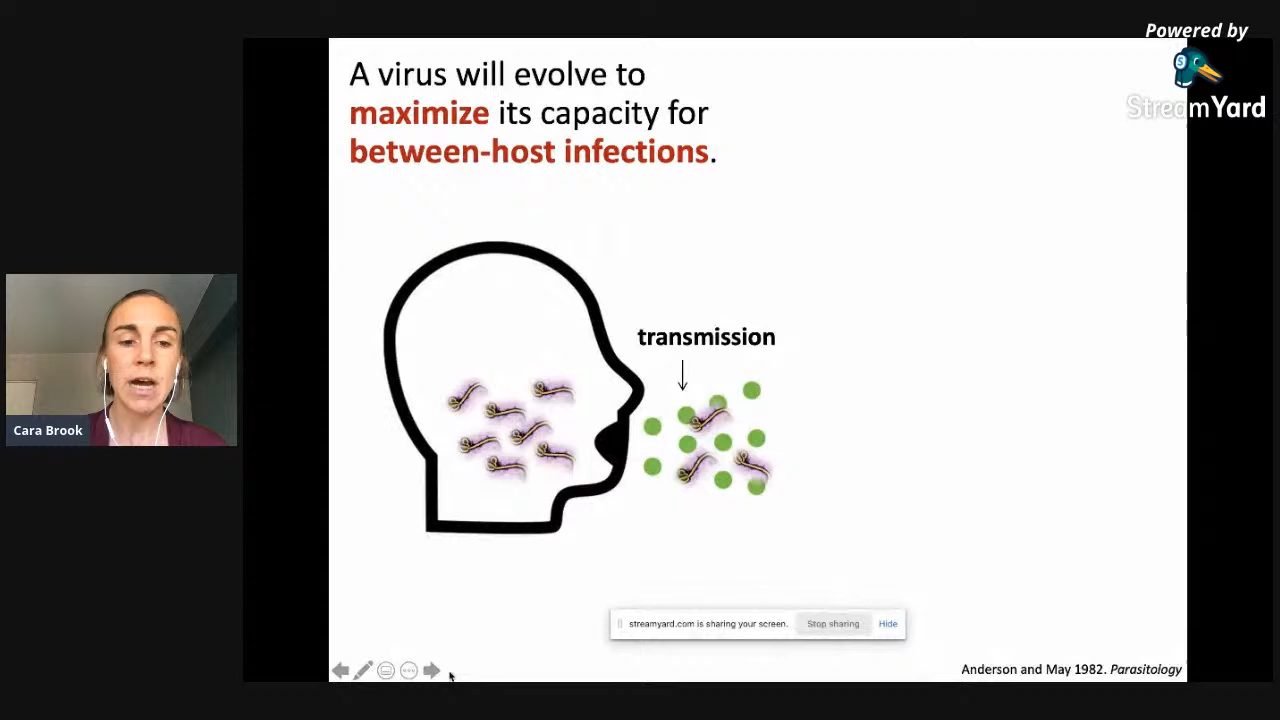 Powered by
StreamYard
A virus will evolve to
maximize its capacity for
between-host infections.
transmission
Cara Brook
streamyard.com is sharing your screen.
Stop sharing
Hide
Anderson and May 1982. Parasitology